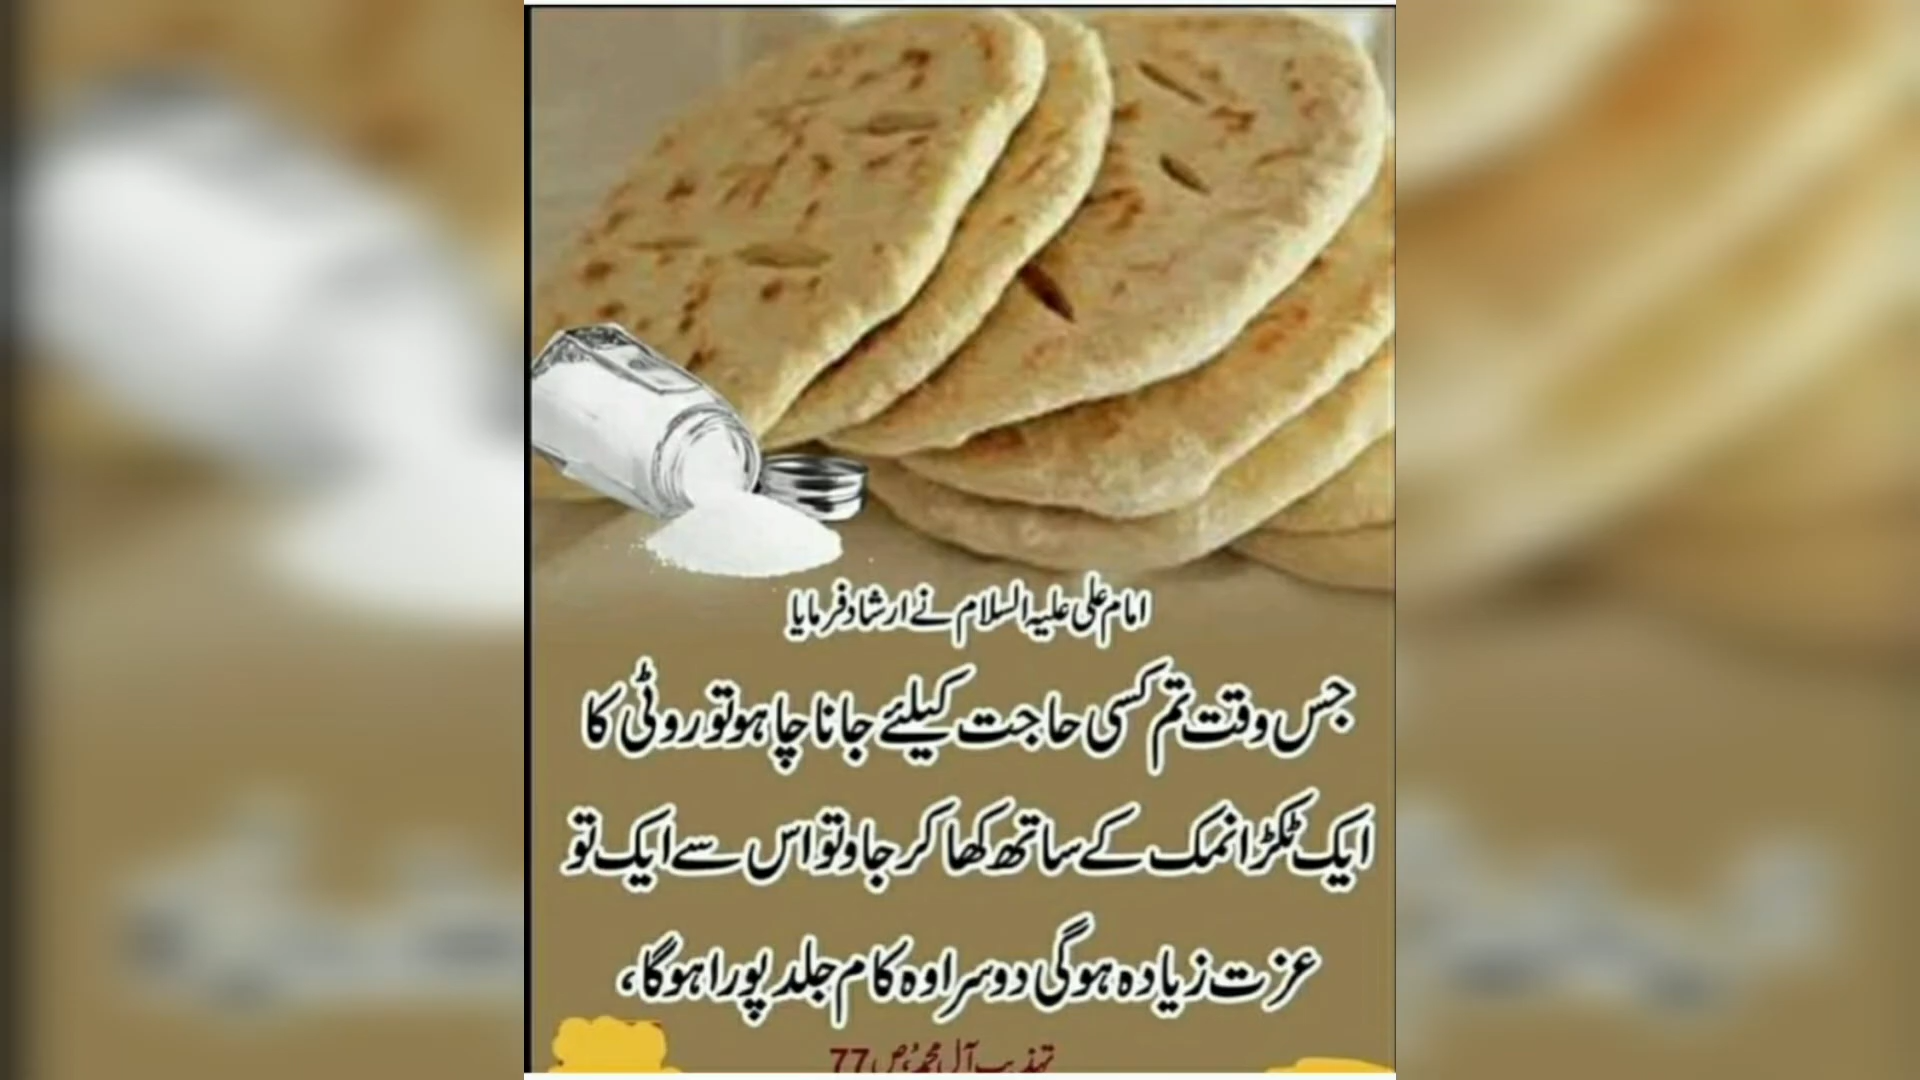 امام علی علیہ السلام نے ارشاد فرمایا
جس وقت تم کسی حاجت کیلئے جانا چاہو تو روٹی کا
ایک ٹکڑا نمک کے ساتھ کھا کر جاو تو اس سے ایک تو
عزت زیادہ ہوگی دوسرا وہ کام جلد پورا ہوگا،
تہذیب آل محمدؐ ص 77